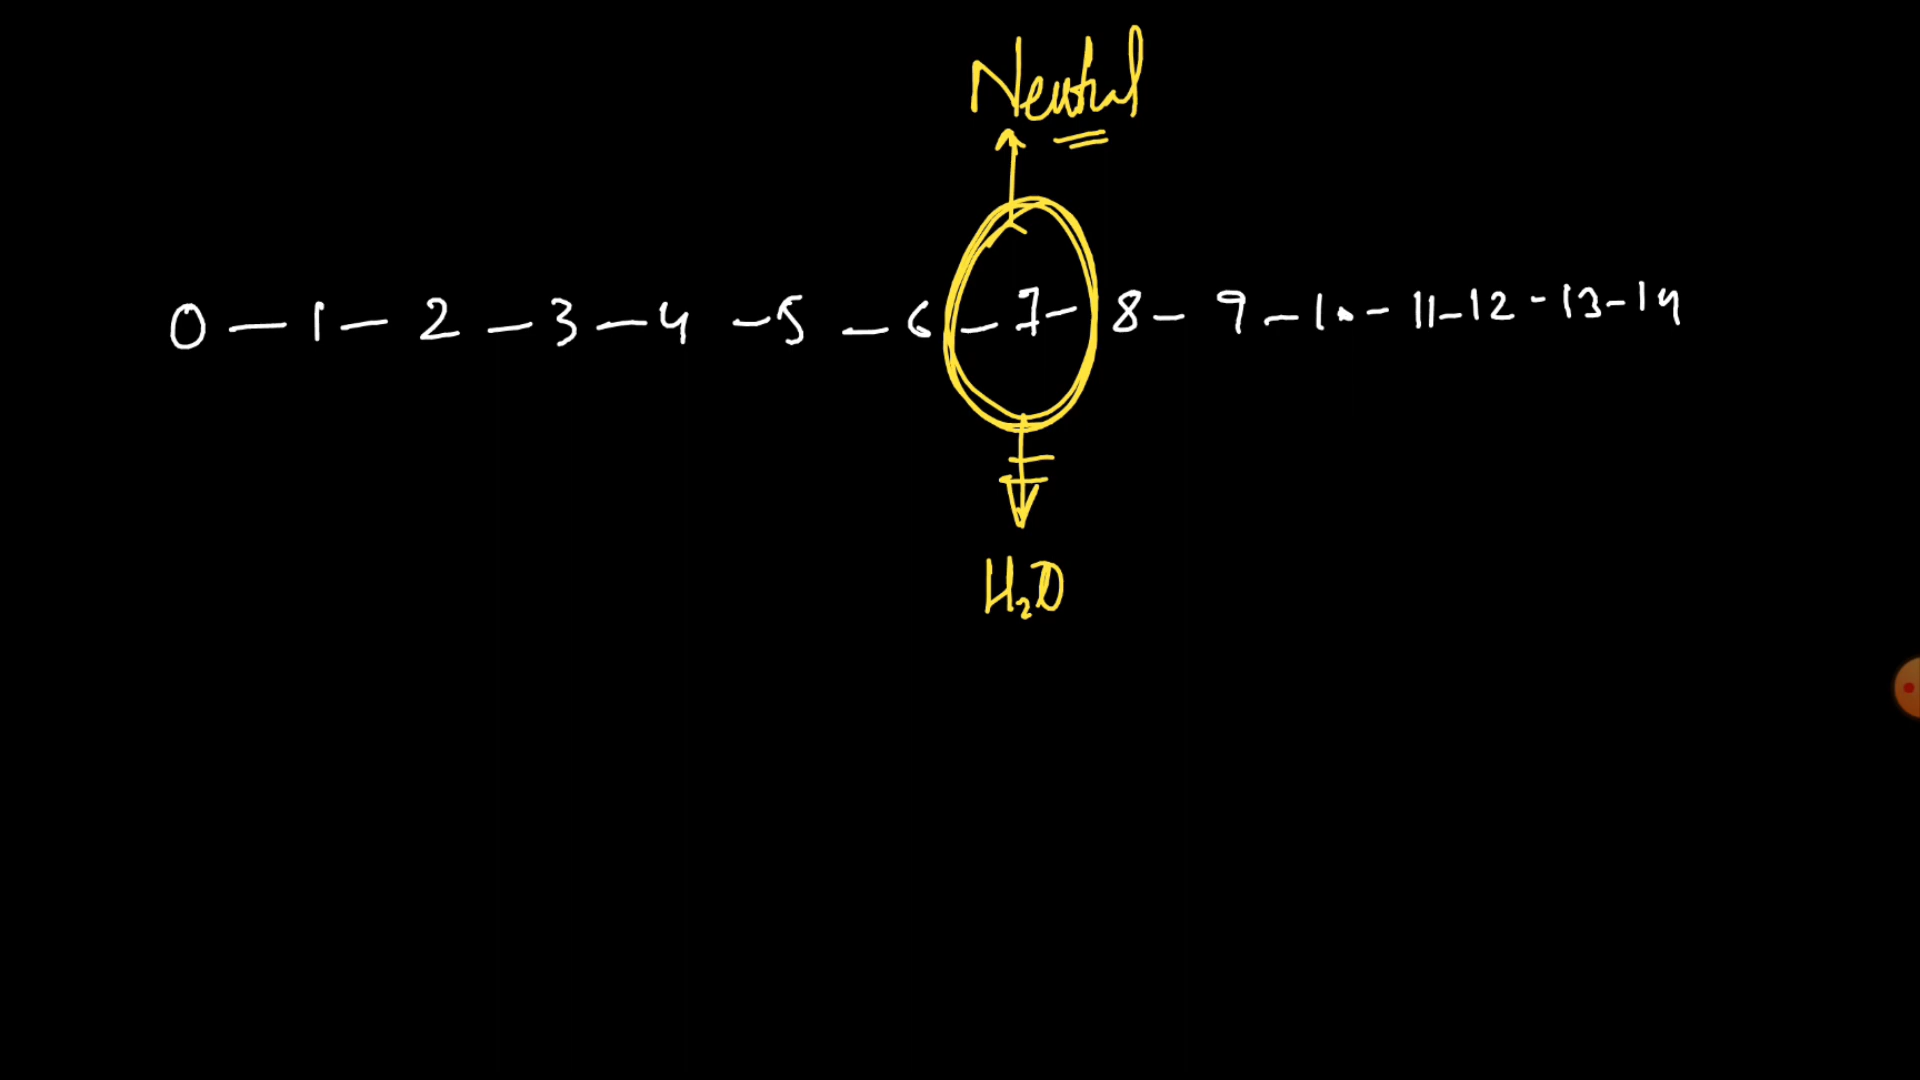 Neutral
0 — 1 — 2 — 3 — 4 — 5 — 6 — 7 — 8 — 9 — 10 — 11 — 12 - 13 - 14
H₂O